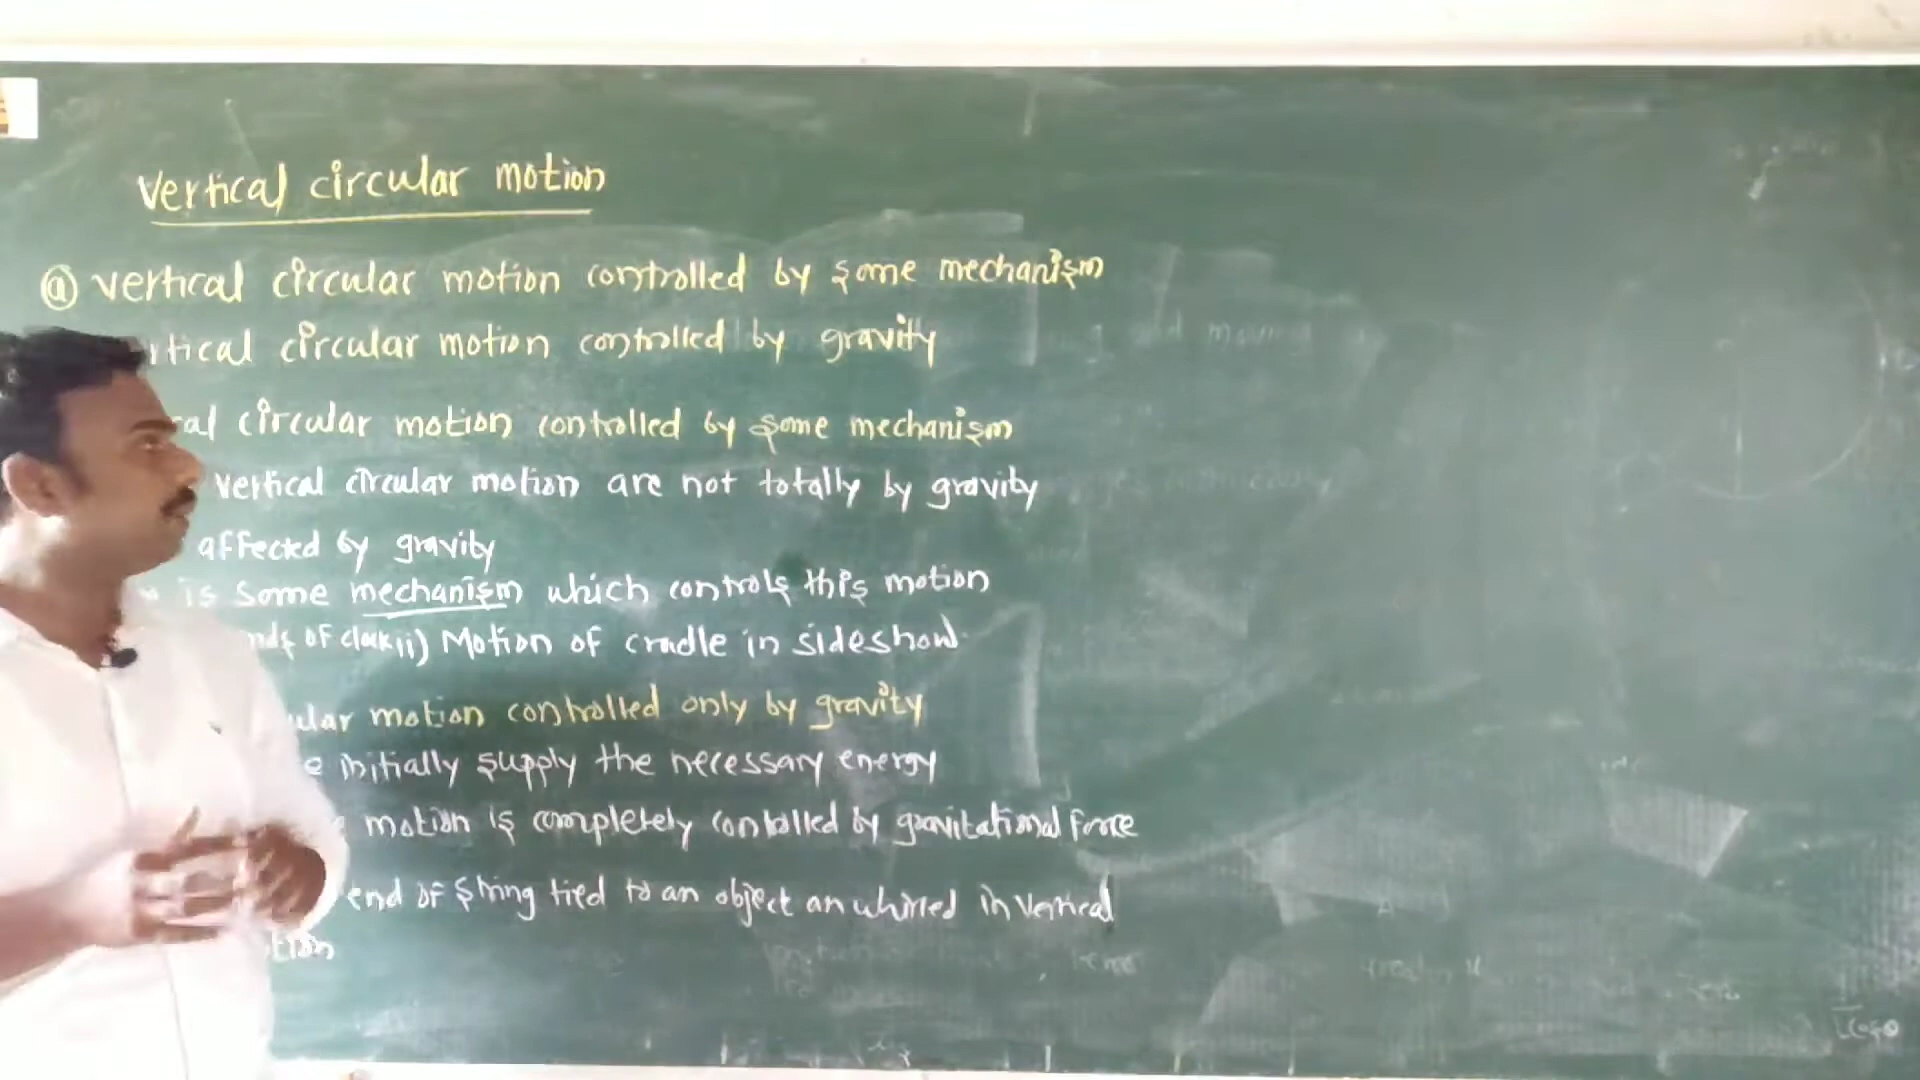 Vertical circular motion
ⓐ vertical circular motion controlled by some mechanism
rtical circular motion controlled by gravity
al circular motion controlled by some mechanism
vertical circular motion are not totally by gravity
affected by gravity
is some mechanism which controls this motion
nds of clock ii) Motion of cradle in sideshow
ular motion controlled only by gravity
e initially supply the necessary energy
motion is completely controlled by gravitational force
end of string tied to an object an whirled in vertical
tion